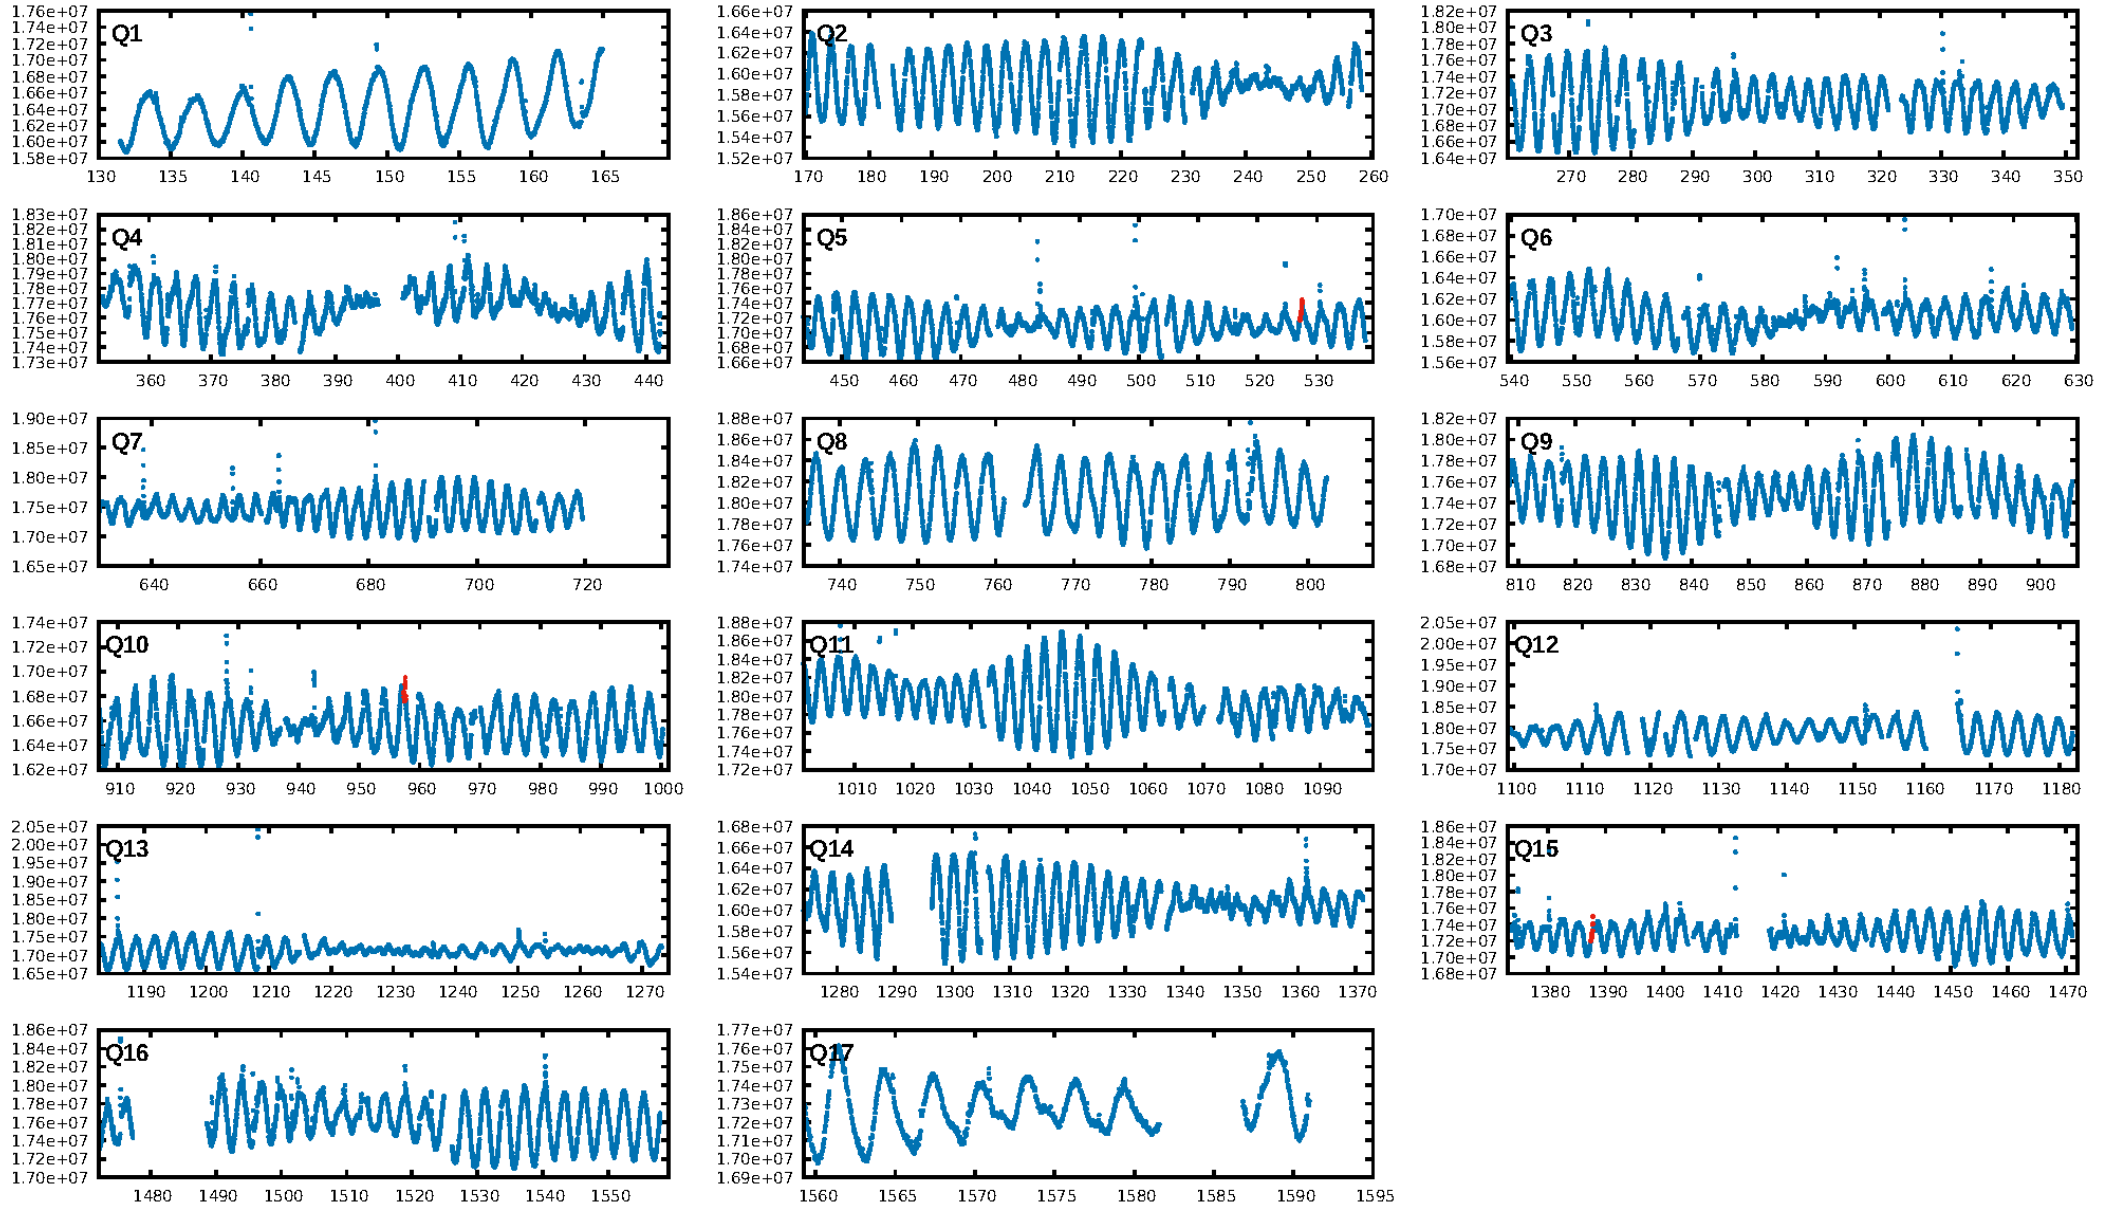 1.76e+07
1.74e+07
1.72e+07
1.70e+07
1.68e+07
1.66e+07
1.64e+07
1.62e+07
1.60e+07
1.58e+07
Q1
130 135 140 145 150 155 160 165
1.66e+07
1.64e+07
1.62e+07
1.60e+07
1.58e+07
1.56e+07
1.54e+07
1.52e+07
Q2
170 180 190 200 210 220 230 240 250 260
1.82e+07
1.80e+07
1.78e+07
1.76e+07
1.74e+07
1.72e+07
1.70e+07
1.68e+07
1.66e+07
1.64e+07
Q3
270 280 290 300 310 320 330 340 350
1.83e+07
1.82e+07
1.81e+07
1.80e+07
1.79e+07
1.78e+07
1.77e+07
1.76e+07
1.75e+07
1.74e+07
1.73e+07
Q4
360 370 380 390 400 410 420 430 440
1.86e+07
1.84e+07
1.82e+07
1.80e+07
1.78e+07
1.76e+07
1.74e+07
1.72e+07
1.70e+07
1.68e+07
1.66e+07
Q5
450 460 470 480 490 500 510 520 530
1.70e+07
1.68e+07
1.66e+07
1.64e+07
1.62e+07
1.60e+07
1.58e+07
1.56e+07
Q6
540 550 560 570 580 590 600 610 620 630
1.90e+07
1.85e+07
1.80e+07
1.75e+07
1.70e+07
1.65e+07
Q7
640 660 680 700 720
1.88e+07
1.86e+07
1.84e+07
1.82e+07
1.80e+07
1.78e+07
1.76e+07
1.74e+07
Q8
740 750 760 770 780 790 800
1.82e+07
1.80e+07
1.78e+07
1.76e+07
1.74e+07
1.72e+07
1.70e+07
1.68e+07
Q9
810 820 830 840 850 860 870 880 890 900
1.74e+07
1.72e+07
1.70e+07
1.68e+07
1.66e+07
1.64e+07
1.62e+07
Q10
910 920 930 940 950 960 970 980 990 1000
1.88e+07
1.86e+07
1.84e+07
1.82e+07
1.80e+07
1.78e+07
1.76e+07
1.74e+07
1.72e+07
Q11
1010 1020 1030 1040 1050 1060 1070 1080 1090
2.05e+07
2.00e+07
1.95e+07
1.90e+07
1.85e+07
1.80e+07
1.75e+07
1.70e+07
Q12
1100 1110 1120 1130 1140 1150 1160 1170 1180
2.05e+07
2.00e+07
1.95e+07
1.90e+07
1.85e+07
1.80e+07
1.75e+07
1.70e+07
1.65e+07
Q13
1190 1200 1210 1220 1230 1240 1250 1260 1270
1.68e+07
1.66e+07
1.64e+07
1.62e+07
1.60e+07
1.58e+07
1.56e+07
1.54e+07
Q14
1280 1290 1300 1310 1320 1330 1340 1350 1360 1370
1.86e+07
1.84e+07
1.82e+07
1.80e+07
1.78e+07
1.76e+07
1.74e+07
1.72e+07
1.70e+07
1.68e+07
Q15
1380 1390 1400 1410 1420 1430 1440 1450 1460 1470
1.86e+07
1.84e+07
1.82e+07
1.80e+07
1.78e+07
1.76e+07
1.74e+07
1.72e+07
1.70e+07
Q16
1480 1490 1500 1510 1520 1530 1540 1550
1.77e+07
1.76e+07
1.75e+07
1.74e+07
1.73e+07
1.72e+07
1.71e+07
1.70e+07
1.69e+07
Q17
1560 1565 1570 1575 1580 1585 1590 1595